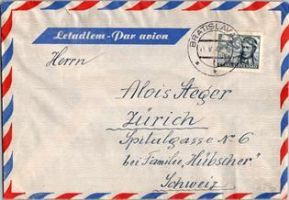 Letadlem - Par avion
BRATISLAVA
Herrn
Alois Steger
Zürich
Spitalgasse № 6
bei Familie „Hübscher"
Schweiz